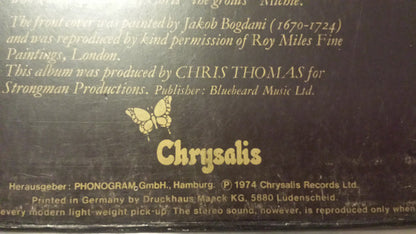 "the grolls" Ritchie.
The front cover was painted by Jakob Bogdani (1670-1724)
and was reproduced by kind permission of Roy Miles Fine
Paintings, London.
This album was produced by CHRIS THOMAS for
Strongman Productions. Publisher: Bluebeard Music Ltd.
Chrysalis
Herausgeber: PHONOGRAM GmbH., Hamburg. Ⓟ 1974 Chrysalis Records Ltd.
Printed in Germany by Druckhaus Maack KG, 5880 Lüdenscheid.
every modern light-weight pick-up. The stereo sound, however, is reproduced only when